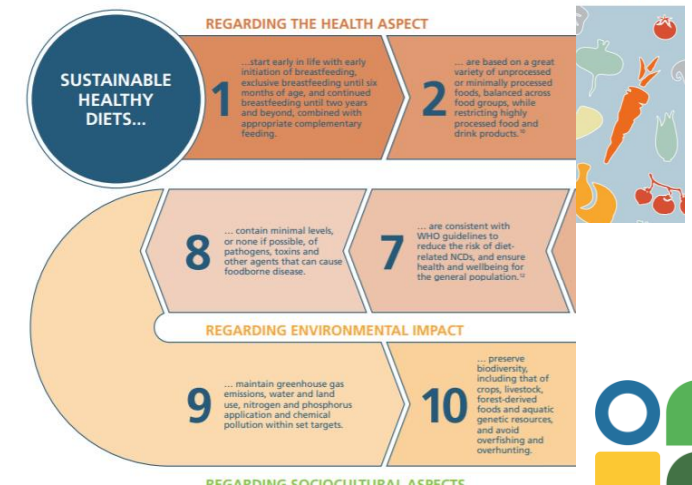 REGARDING THE HEALTH ASPECT
SUSTAINABLE
HEALTHY
DIETS...
1
...start early in life with early
initiation of breastfeeding,
exclusive breastfeeding until six
months of age, and continued
breastfeeding until two years
and beyond, combined with
appropriate complementary
feeding.
2
... are based on a great
variety of unprocessed
or minimally processed
foods, balanced across
food groups, while
restricting highly
processed food and
drink products.¹⁰
8
... contain minimal levels,
or none if possible, of
pathogens, toxins and
other agents that can cause
foodborne disease.
7
... are consistent with
WHO guidelines to
reduce the risk of diet-
related NCDs, and ensure
health and wellbeing for
the general population.¹²
REGARDING ENVIRONMENTAL IMPACT
9
... maintain greenhouse gas
emissions, water and land
use, nitrogen and phosphorus
application and chemical
pollution within set targets.
10
... preserve
biodiversity,
including that of
crops, livestock,
forest-derived
foods and aquatic
genetic resources,
and avoid
overfishing and
overhunting.
REGARDING SOCIOCULTURAL ASPECTS